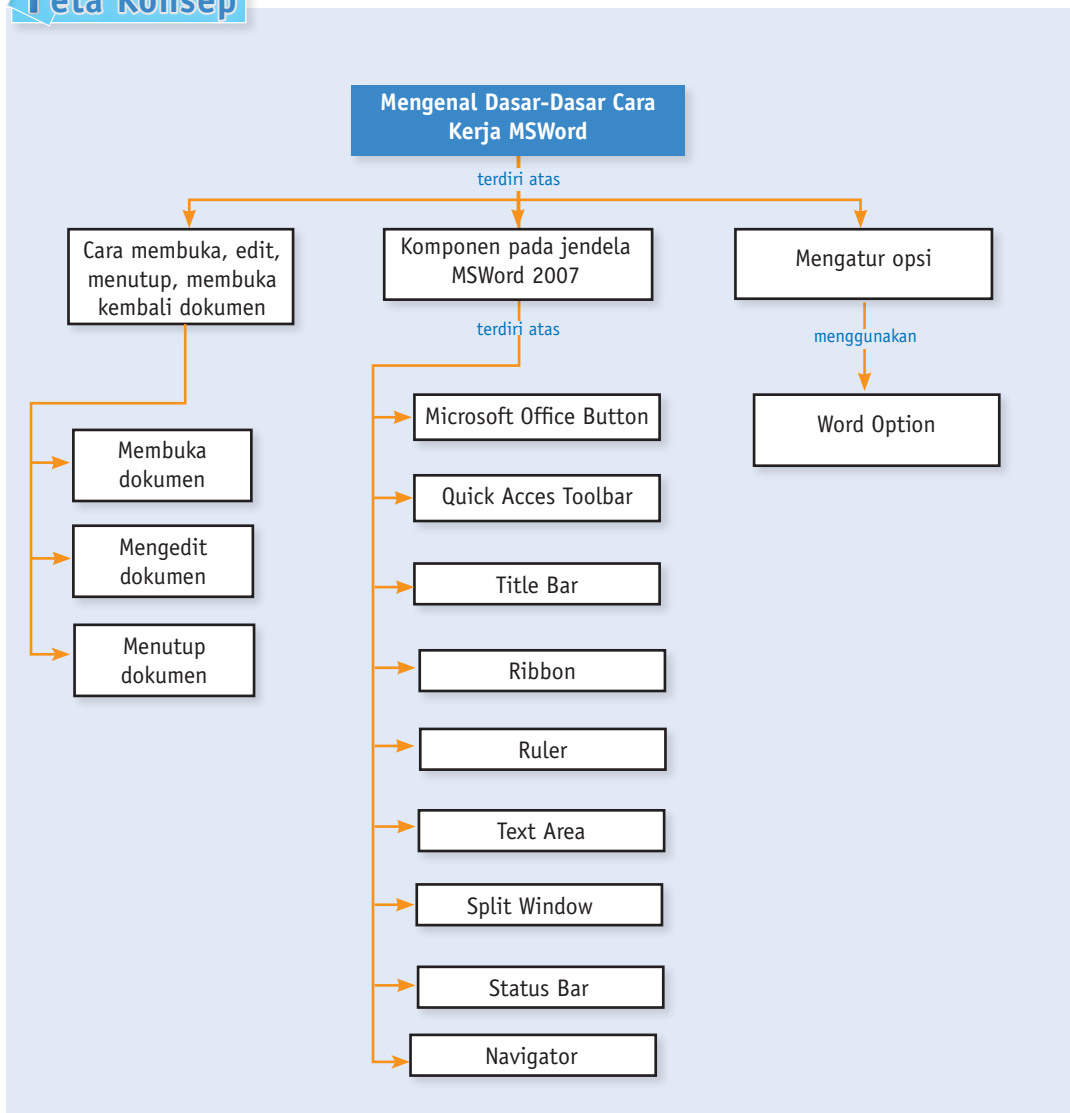 Peta Konsep
Mengenal Dasar-Dasar Cara
Kerja MSWord
terdiri atas
Cara membuka, edit,
menutup, membuka
kembali dokumen
Komponen pada jendela
MSWord 2007
Mengatur opsi
terdiri atas
menggunakan
Membuka
dokumen
Mengedit
dokumen
Menutup
dokumen
Microsoft Office Button
Quick Acces Toolbar
Title Bar
Ribbon
Ruler
Text Area
Split Window
Status Bar
Navigator
Word Option